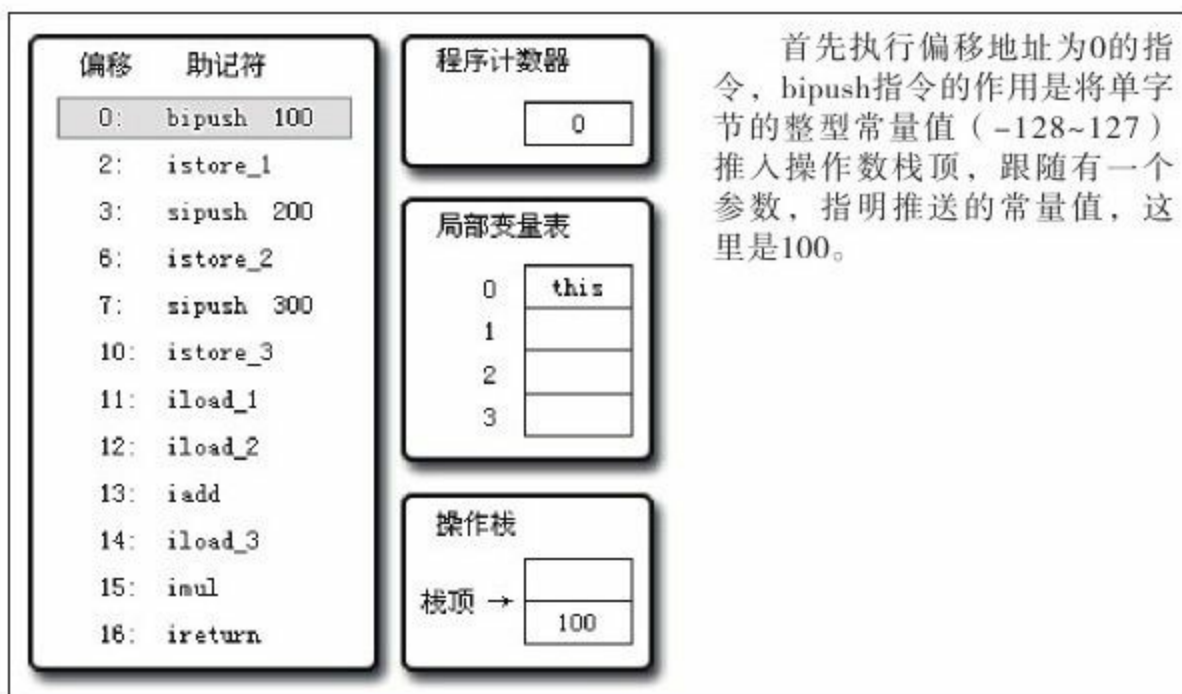 偏移 助记符
0: bipush 100
2: istore_1
3: sipush 200
6: istore_2
7: sipush 300
10: istore_3
11: iload_1
12: iload_2
13: iadd
14: iload_3
15: imul
16: ireturn
程序计数器
0
局部变量表
0 this
1
2
3
操作栈
栈顶 →
100
首先执行偏移地址为0的指
令，bipush指令的作用是将单字
节的整型常量值（-128~127）
推入操作数栈顶，跟随有一个
参数，指明推送的常量值，这
里是100。